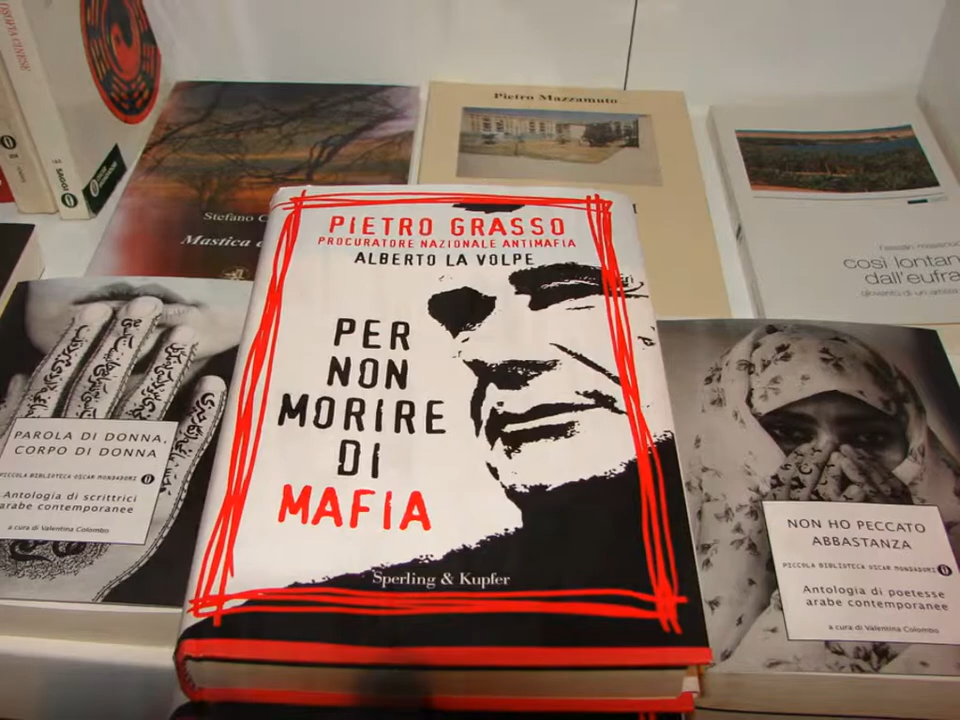 SAGGI
Pietro Mazzamuto
Stefano
Mastica
PIETRO GRASSO
PROCURATORE NAZIONALE ANTIMAFIA
ALBERTO LA VOLPE
PER
NON
MORIRE
DI
MAFIA
Sperling & Kupfer
così lontan
dall'eufra
PAROLA DI DONNA,
CORPO DI DONNA
PICCOLA BIBLIOTECA OSCAR MONDADORI
Antologia di scrittrici
arabe contemporanee
a cura di Valentina Colombo
NON HO PECCATO
ABBASTANZA
PICCOLA BIBLIOTECA OSCAR MONDADORI
Antologia di poetesse
arabe contemporanee
a cura di Valentina Colombo